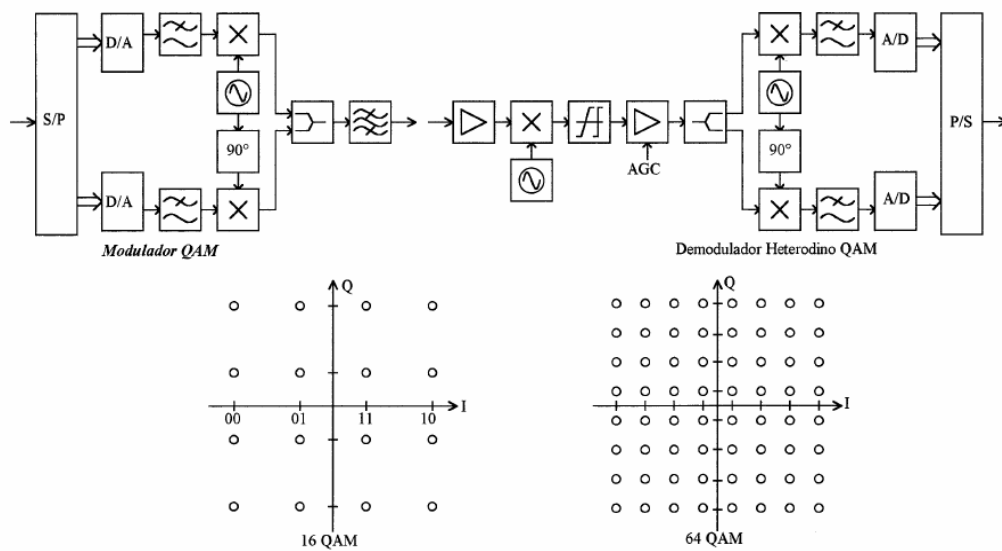 S/P
D/A
90°
D/A
Modulador QAM
AGC
90°
A/D
A/D
P/S
Demodulador Heterodino QAM
Q
I
00 01 11 10
16 QAM
Q
I
64 QAM